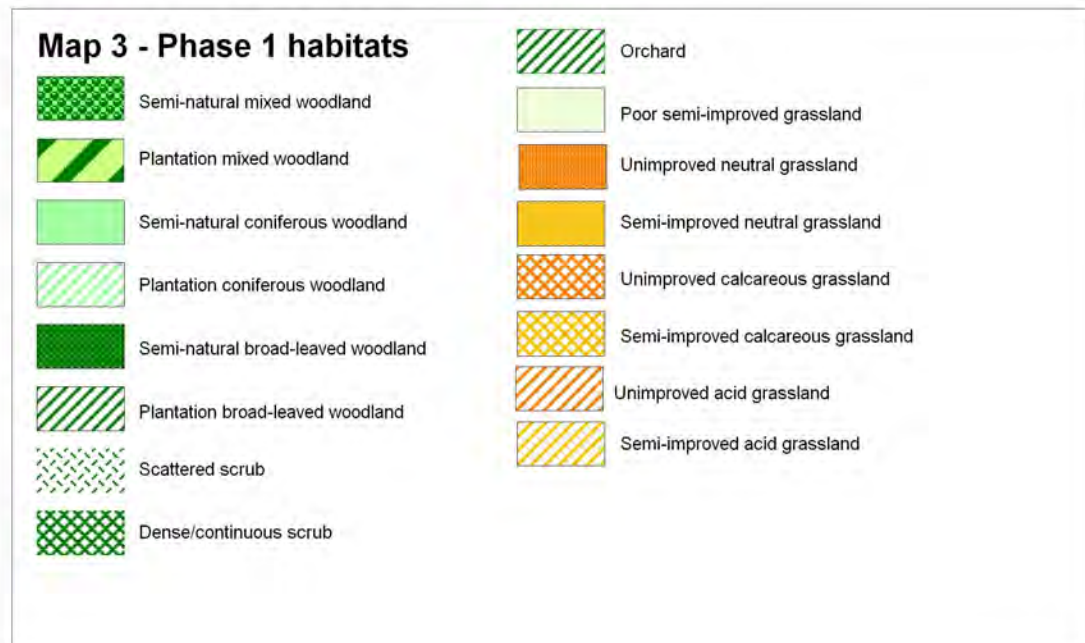 Map 3 - Phase 1 habitats
Semi-natural mixed woodland
Plantation mixed woodland
Semi-natural coniferous woodland
Plantation coniferous woodland
Semi-natural broad-leaved woodland
Plantation broad-leaved woodland
Scattered scrub
Dense/continuous scrub
Orchard
Poor semi-improved grassland
Unimproved neutral grassland
Semi-improved neutral grassland
Unimproved calcareous grassland
Semi-improved calcareous grassland
Unimproved acid grassland
Semi-improved acid grassland